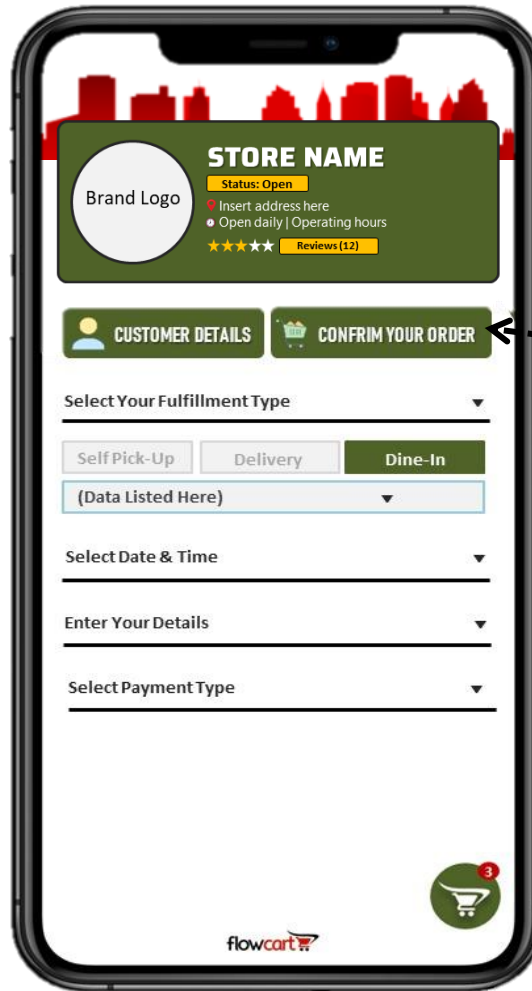 STORE NAME
Brand Logo
Status: Open
Insert address here
Open daily | Operating hours
Reviews (12)
CUSTOMER DETAILS
CONFRIM YOUR ORDER
Select Your Fulfillment Type
Self Pick-Up
Delivery
Dine-In
(Data Listed Here)
Select Date & Time
Enter Your Details
Select Payment Type
3
flowcart